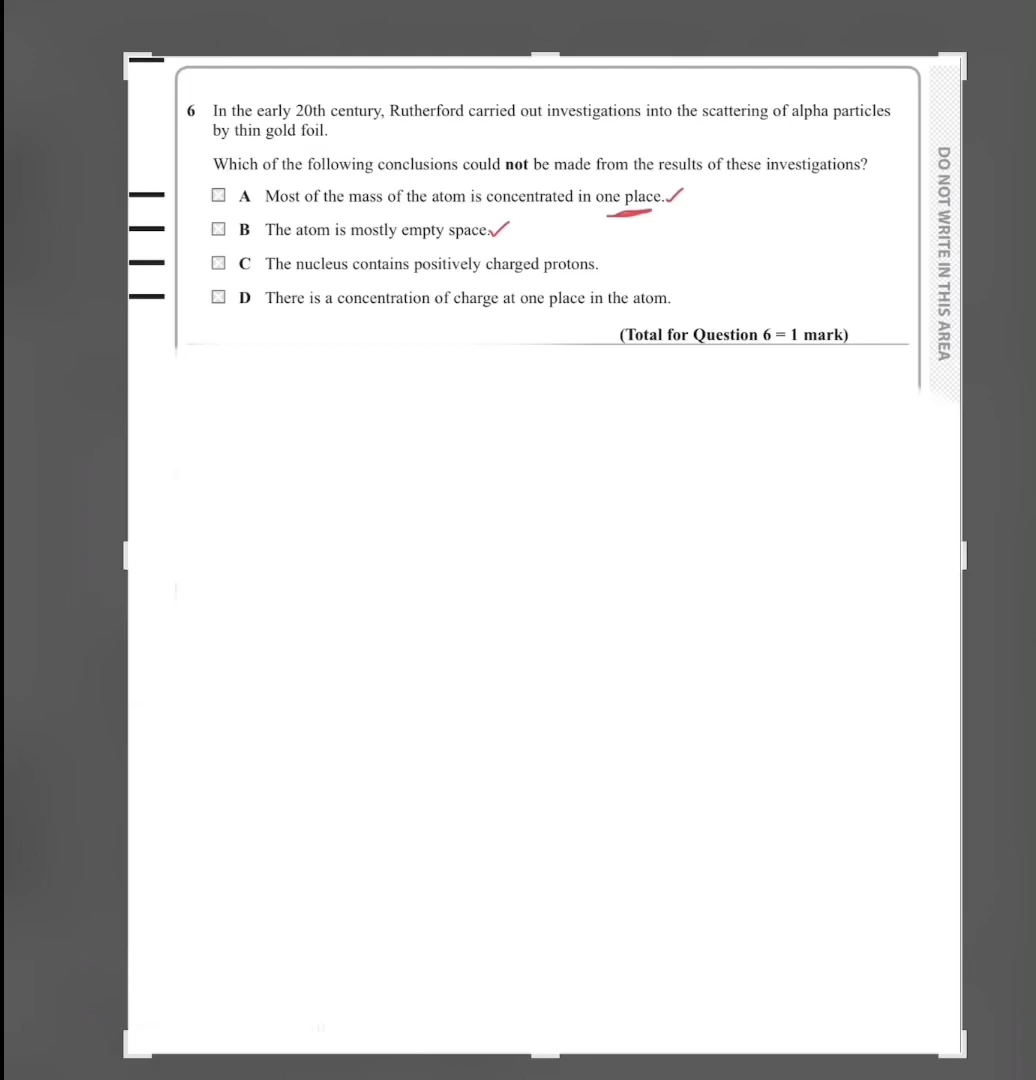 6 In the early 20th century, Rutherford carried out investigations into the scattering of alpha particles
by thin gold foil.
Which of the following conclusions could not be made from the results of these investigations?
A Most of the mass of the atom is concentrated in one place.
B The atom is mostly empty space.
C The nucleus contains positively charged protons.
D There is a concentration of charge at one place in the atom.
(Total for Question 6 = 1 mark)
DO NOT WRITE IN THIS AREA